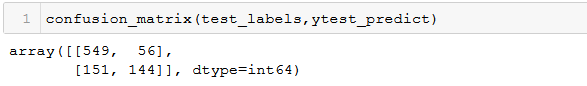 1 confusion_matrix(test_labels,ytest_predict)
array([[549,  56],
       [151, 144]], dtype=int64)